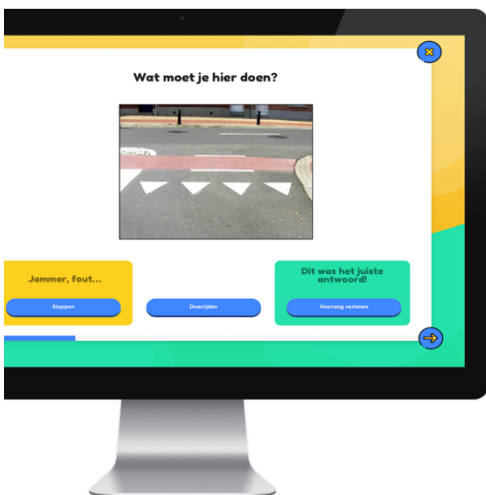 Wat moet je hier doen?
Jammer, fout...
Stoppen
Doorrijden
Dit was het juiste
antwoord!
Voorrang verlenen